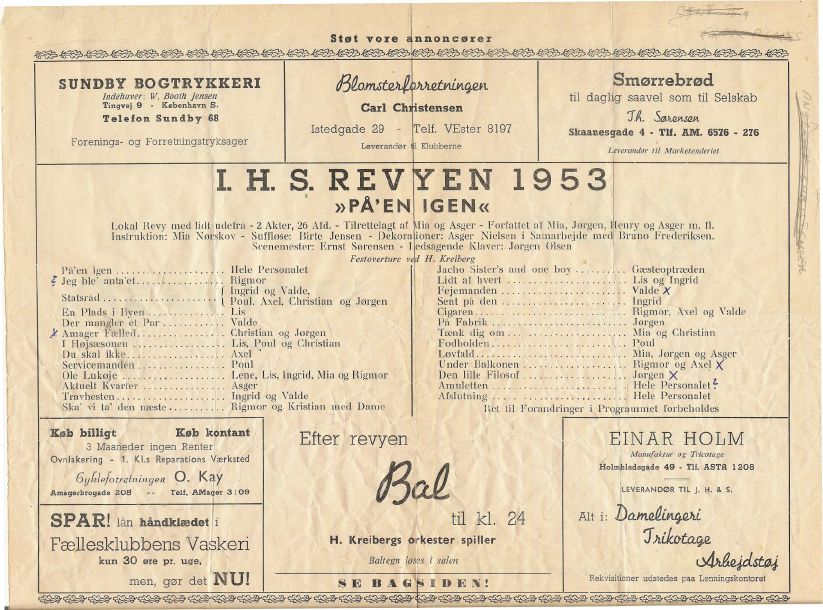 Støt vore annoncører
SUNDBY BOGTRYKKERI
Indehaver: W. Booth Jensen
Tingvej 9 - København S.
Telefon Sundby 68
Forenings- og Forretningstryksager
Blomsterforretningen
Carl Christensen
Istedgade 29 - Telf. VEster 8197
Leverandør til Klubberne
Smørrebrød
til daglig saavel som til Selskab
Th. Sørensen
Skaanesgade 4 - Tlf. AM. 6576 - 276
Leverandør til Marketenderiet
I. H. S. REVYEN 1953
»PÅ'EN IGEN«
Lokal Revy med lidt udefra - 2 Akter, 26 Afd. - Tilrettelagt af Mia og Asger - Forfattet af Mia, Jørgen, Henry og Asger m. fl.
Instruktion: Mia Nørskov - Suffløse: Birte Jensen - Dekorationer: Asger Nielsen i Samarbejde med Bruno Frederiksen.
Scenemester: Ernst Sørensen - Ledsagende Klaver: Jørgen Olsen
Festoverture ved H. Kreiberg
På'en igen ........ Hele Personalet
? Jeg ble' anta'et ........ Rigmor
Statsråd ........ { Ingrid og Valde,
Poul, Axel, Christian og Jørgen
En Plads i Byen ........ Lis
Der mangler et Par ........ Valde
x Amager Fælled ........ Christian og Jørgen
I Højsæsonen ........ Lis, Poul og Christian
Du skal ikke ........ Axel
Servicemanden ........ Poul
Ole Lukøje ........ Lene, Lis, Ingrid, Mia og Rigmor
Aktuelt Kvarter ........ Asger
Travhesten ........ Ingrid og Valde
Ska' vi ta' den næste ........ Rigmor og Kristian med Dame
Jacho Sister's and one boy ........ Gæsteoptræden
Lidt af hvert ........ Lis og Ingrid
Fejemanden ........ Valde x
Sent på den ........ Ingrid
Cigaren ........ Rigmor, Axel og Valde
På Fabrik ........ Jørgen
Tænk dig om ........ Mia og Christian
Fodbolden ........ Poul
Løvfald ........ Mia, Jørgen og Asger
Under Balkonen ........ Rigmor og Axel x
Den lille Filosof ........ Jørgen x
Amuletten ........ Hele Personalet ?
Afslutning ........ Hele Personalet
Ret til Forandringer i Programmet forbeholdes
Køb billigt Køb kontant
3 Maaneder ingen Renter
Ovnlakering - 1. Kl.s Reparations Værksted
Cykleforretningen O. Kay
Amagerbrogade 208 -- Telf. AMager 3109
SPAR! lån håndklædet i
Fællesklubbens Vaskeri
kun 30 øre pr. uge,
men, gør det NU!
Efter revyen
Bal
til kl. 24
H. Kreibergs orkester spiller
Baltegn løses i salen
SE BAGSIDEN!
EINAR HOLM
Manufaktur og Tricotage
Holmbladsgade 49 - Tlf. ASTA 1208
LEVERANDØR TIL J. H. & S.
Alt i: Damelingeri
Trikotage
Arbejdstøj
Rekvisitioner udstedes paa Lønningskontoret